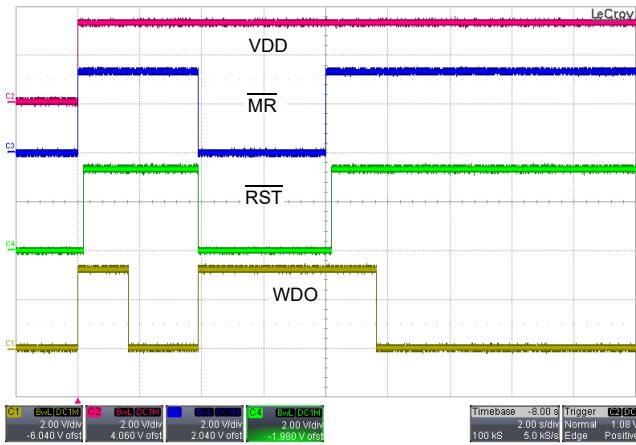 LeCroy
VDD
C2
MR
C3
RST
C4
WDO
C1
C1 BwL DC1M
2.00 V/div
-6.040 V ofst
C2 BwL DC1M
2.00 V/div
4.060 V ofst
C3 BwL DC1M
2.00 V/div
2.040 V ofst
C4 BwL DC1M
2.00 V/div
-1.980 V ofst
Timebase -8.00 s
2.00 s/div
100 kS 5.0 kS/s
Trigger C2 DC
Normal 1.08 V
Edge Positive